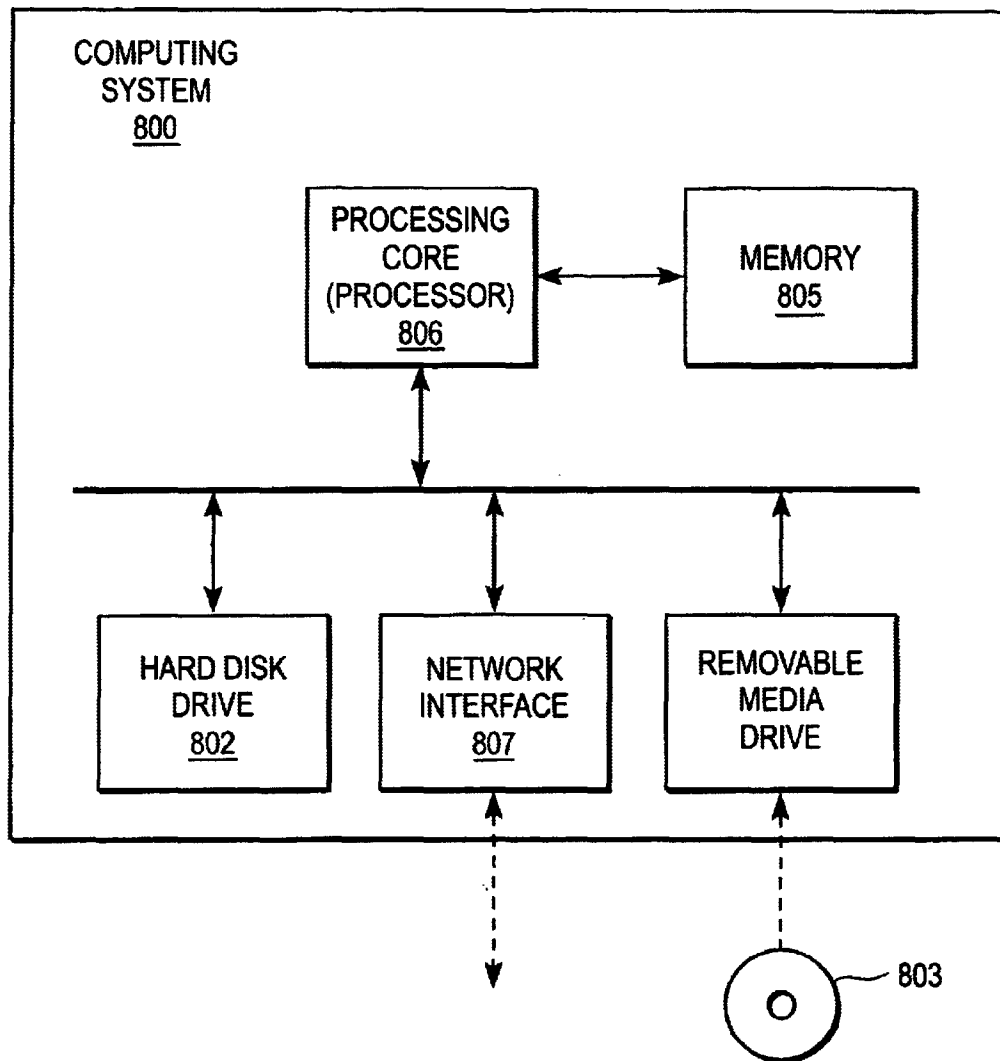 COMPUTING
SYSTEM
800
PROCESSING
CORE
(PROCESSOR)
806
MEMORY
805
HARD DISK
DRIVE
802
NETWORK
INTERFACE
807
REMOVABLE
MEDIA
DRIVE
803